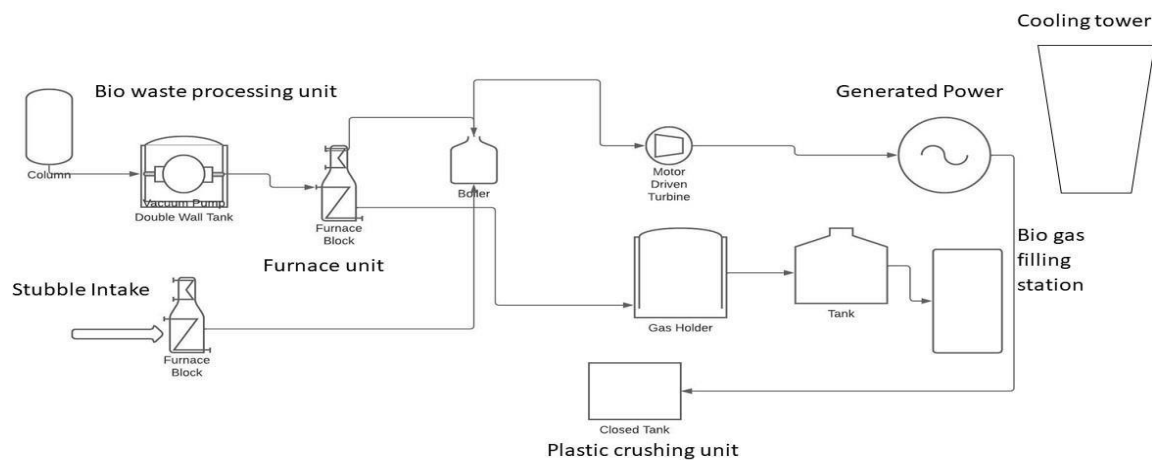 Cooling tower
Bio waste processing unit
Generated Power
Column
Vacuum Pump
Double Wall Tank
Furnace
Block
Boiler
Motor
Driven
Turbine
Furnace unit
Stubble Intake
Furnace
Block
Gas Holder
Tank
Bio gas
filling
station
Closed Tank
Plastic crushing unit